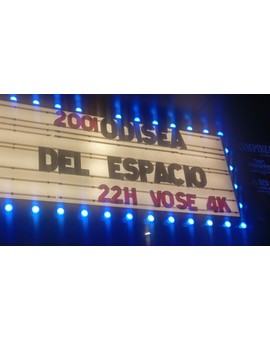 2001 ODISEA
DEL ESPACIO
22H VOSE 4K